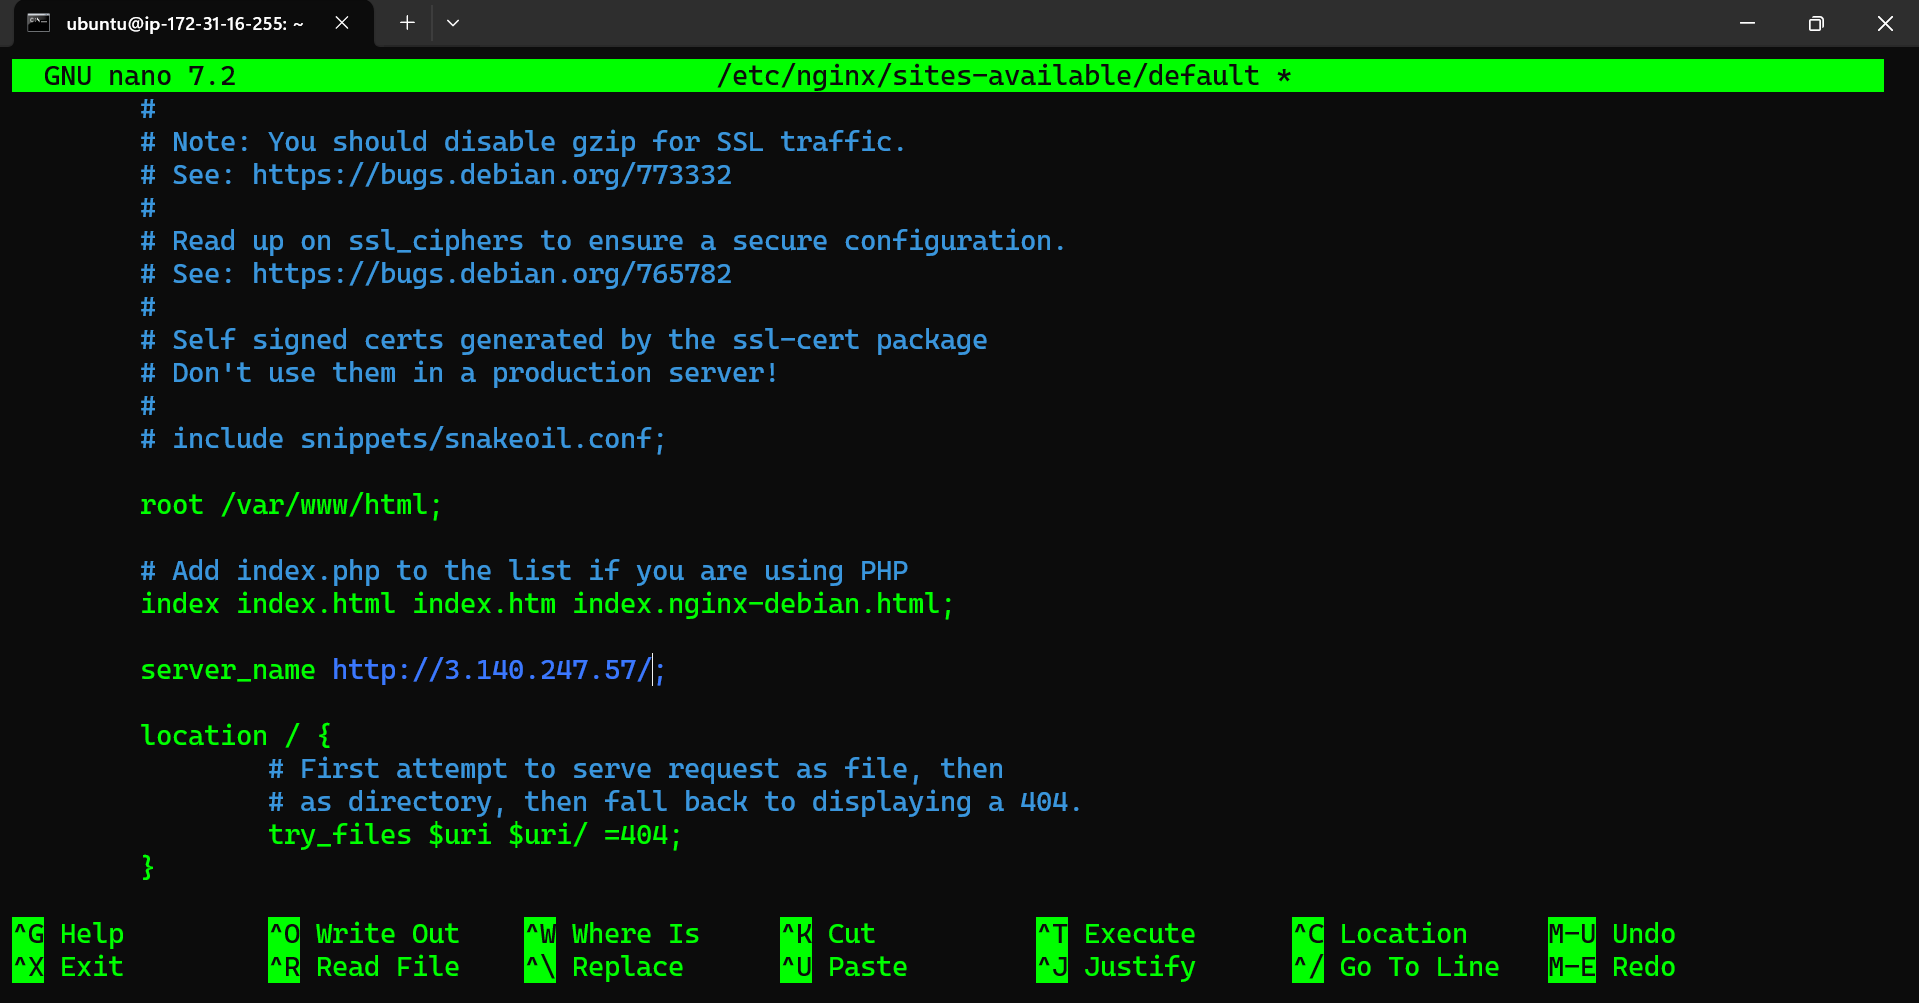 ubuntu@ip-172-31-16-255: ~
GNU nano 7.2 /etc/nginx/sites-available/default *
#
# Note: You should disable gzip for SSL traffic.
# See: https://bugs.debian.org/773332
#
# Read up on ssl_ciphers to ensure a secure configuration.
# See: https://bugs.debian.org/765782
#
# Self signed certs generated by the ssl-cert package
# Don't use them in a production server!
#
# include snippets/snakeoil.conf;
root /var/www/html;
# Add index.php to the list if you are using PHP
index index.html index.htm index.nginx-debian.html;
server_name http://3.140.247.57/;
location / {
# First attempt to serve request as file, then
# as directory, then fall back to displaying a 404.
try_files $uri $uri/ =404;
}
^G Help ^O Write Out ^W Where Is ^K Cut ^T Execute ^C Location M-U Undo
^X Exit ^R Read File ^\ Replace ^U Paste ^J Justify ^/ Go To Line M-E Redo